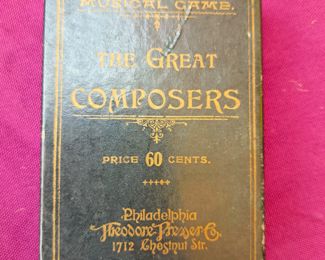 MUSICAL GAME.
THE GREAT
COMPOSERS
PRICE 60 CENTS.
Philadelphia
Theodore Presser Co.
1712 Chestnut Str.